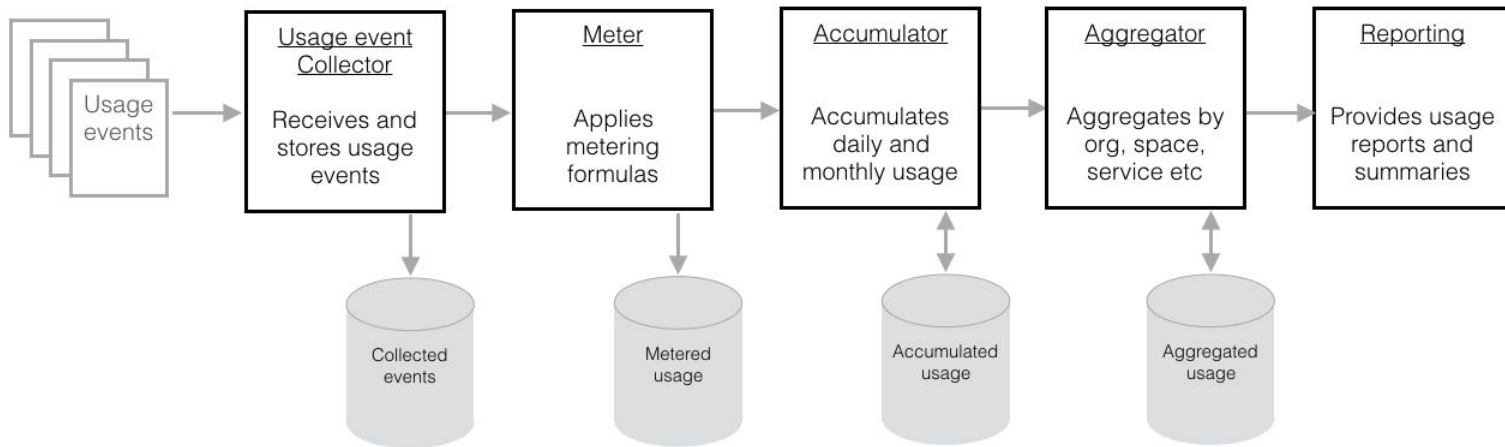 Usage
events
Usage event
Collector
Receives and
stores usage
events
Meter
Applies
metering
formulas
Accumulator
Accumulates
daily and
monthly usage
Aggregator
Aggregates by
org, space,
service etc
Reporting
Provides usage
reports and
summaries
Collected
events
Metered
usage
Accumulated
usage
Aggregated
usage